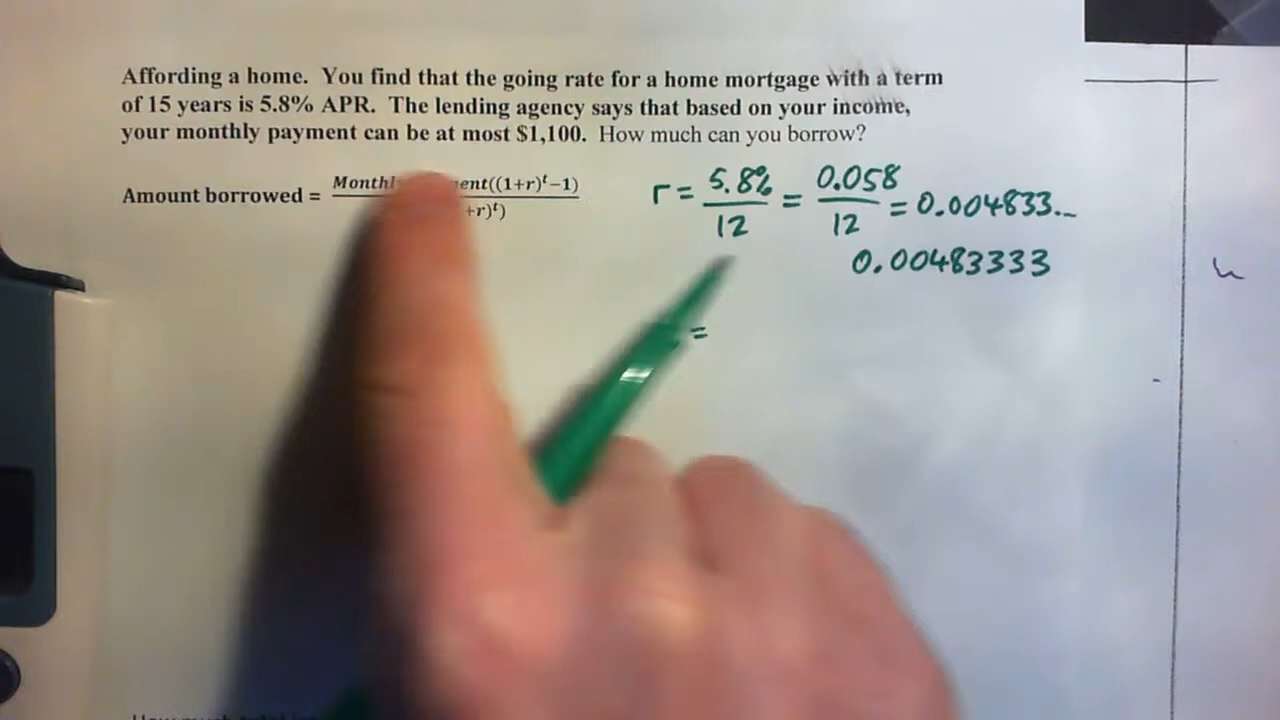 Affording a home. You find that the going rate for a home mortgage with a term
of 15 years is 5.8% APR. The lending agency says that based on your income,
your monthly payment can be at most $1,100. How much can you borrow?
Amount borrowed = ((1+r)^t−1)
+r)^t)
r = 5.8%/12 = 0.058/12 = 0.004833...
0.00483333
=